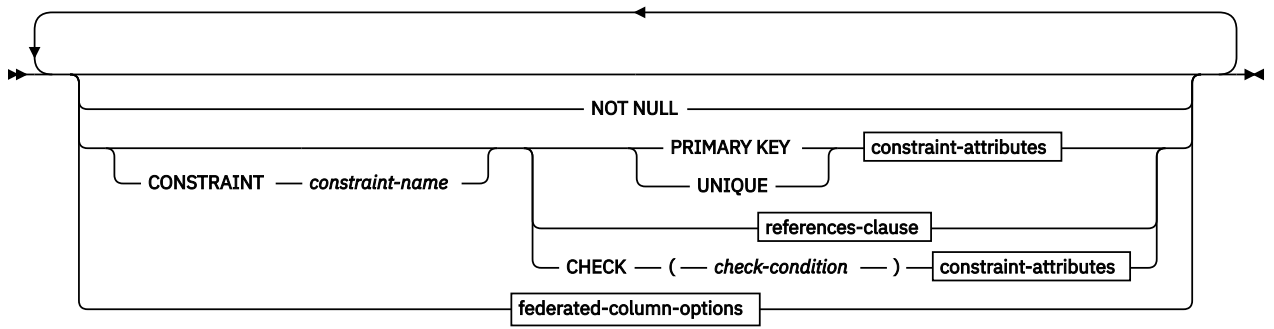 NOT NULL
PRIMARY KEY constraint-attributes
CONSTRAINT constraint-name UNIQUE
references-clause
CHECK ( check-condition ) constraint-attributes
federated-column-options